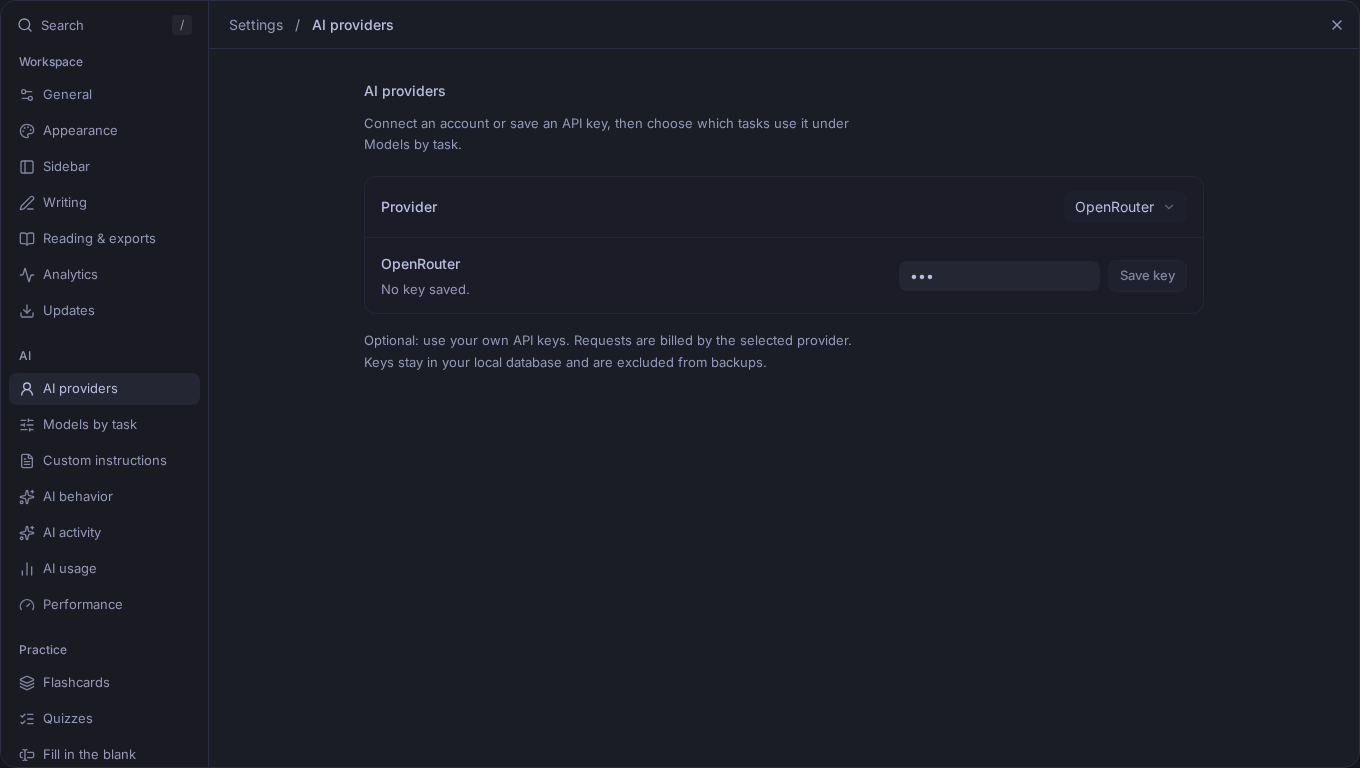 Search /
Settings / AI providers
Workspace
General
Appearance
Sidebar
Writing
Reading & exports
Analytics
Updates
AI
AI providers
Models by task
Custom instructions
AI behavior
AI activity
AI usage
Performance
Practice
Flashcards
Quizzes
Fill in the blank
AI providers
Connect an account or save an API key, then choose which tasks use it under
Models by task.
Provider OpenRouter
OpenRouter
No key saved.
••• Save key
Optional: use your own API keys. Requests are billed by the selected provider.
Keys stay in your local database and are excluded from backups.